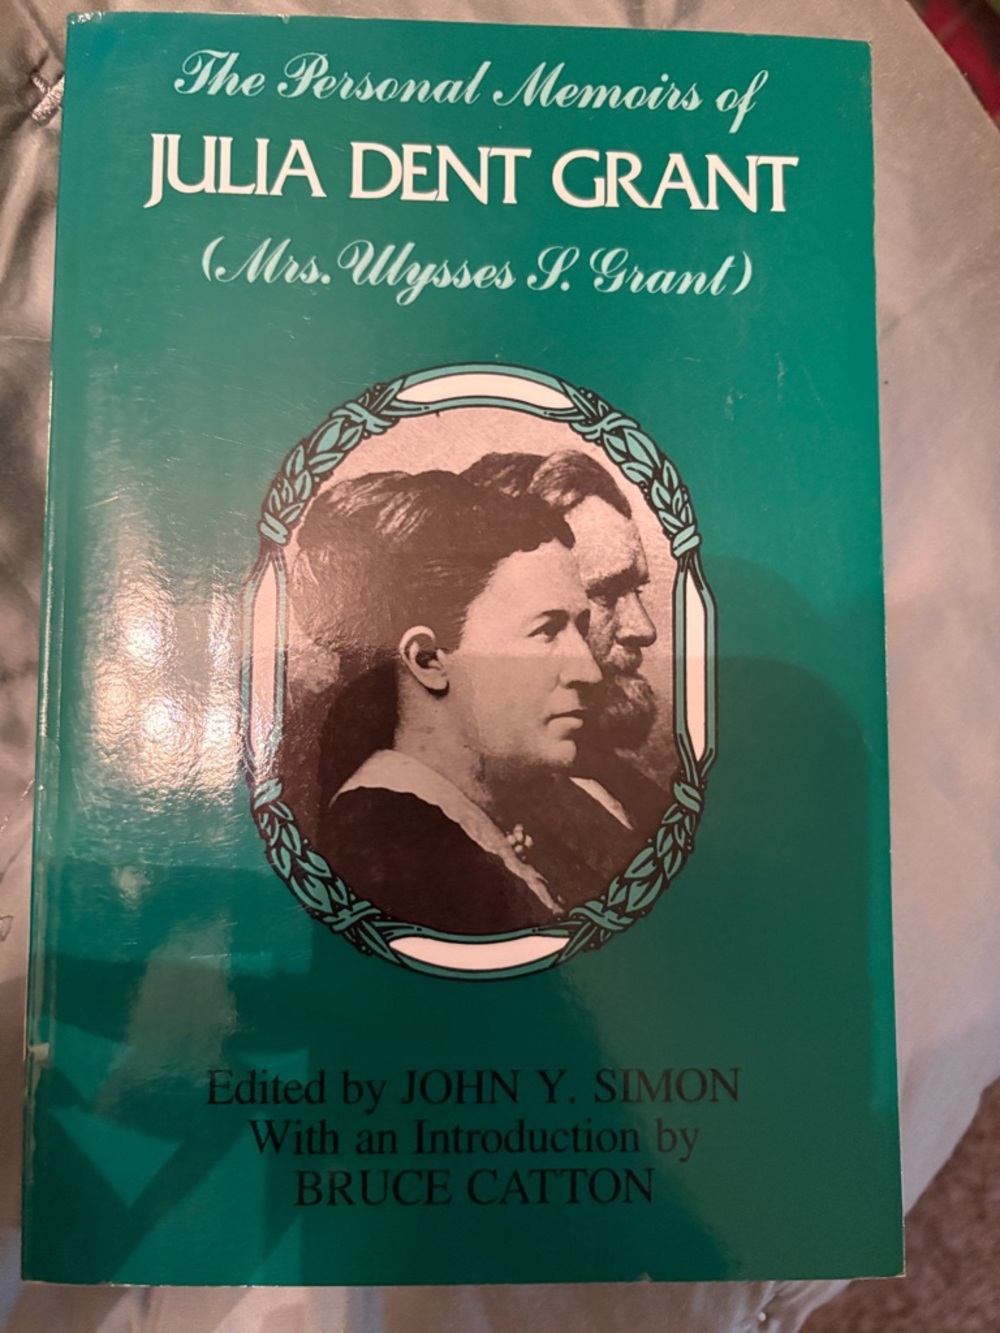 The Personal Memoirs of
JULIA DENT GRANT
(Mrs. Ulysses S. Grant)
Edited by JOHN Y. SIMON
With an Introduction by
BRUCE CATTON